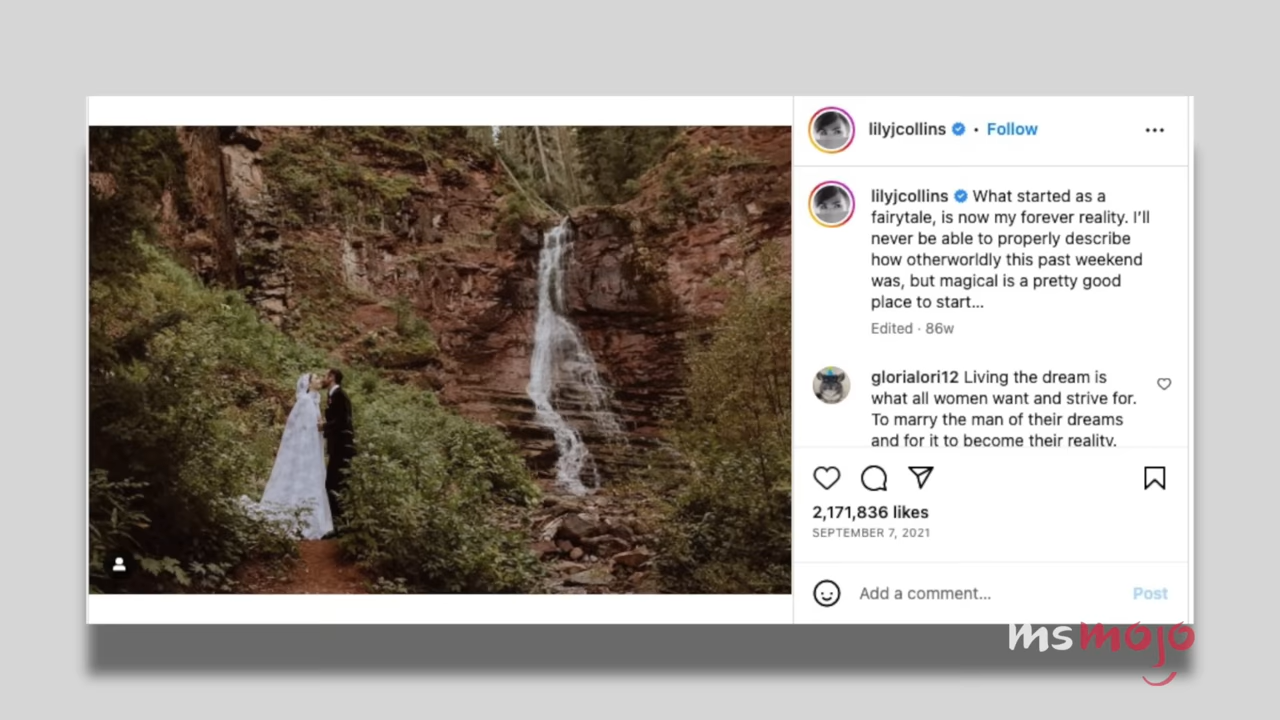 lilyjcollins • Follow
lilyjcollins What started as a
fairytale, is now my forever reality. I'll
never be able to properly describe
how otherworldly this past weekend
was, but magical is a pretty good
place to start...
Edited · 86w
glorialori12 Living the dream is
what all women want and strive for.
To marry the man of their dreams
and for it to become their reality.
2,171,836 likes
SEPTEMBER 7, 2021
Add a comment... Post
msmojo